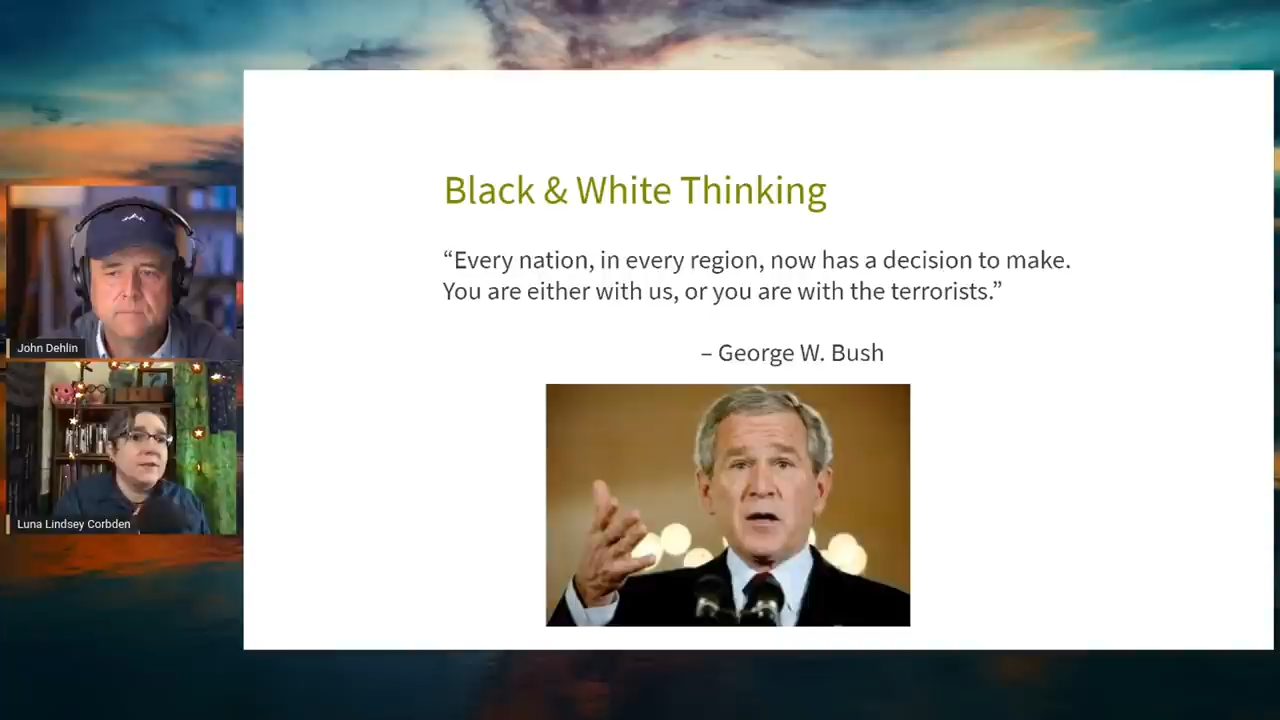 Black & White Thinking
“Every nation, in every region, now has a decision to make.
You are either with us, or you are with the terrorists.”
– George W. Bush
John Dehlin
Luna Lindsey Corbden